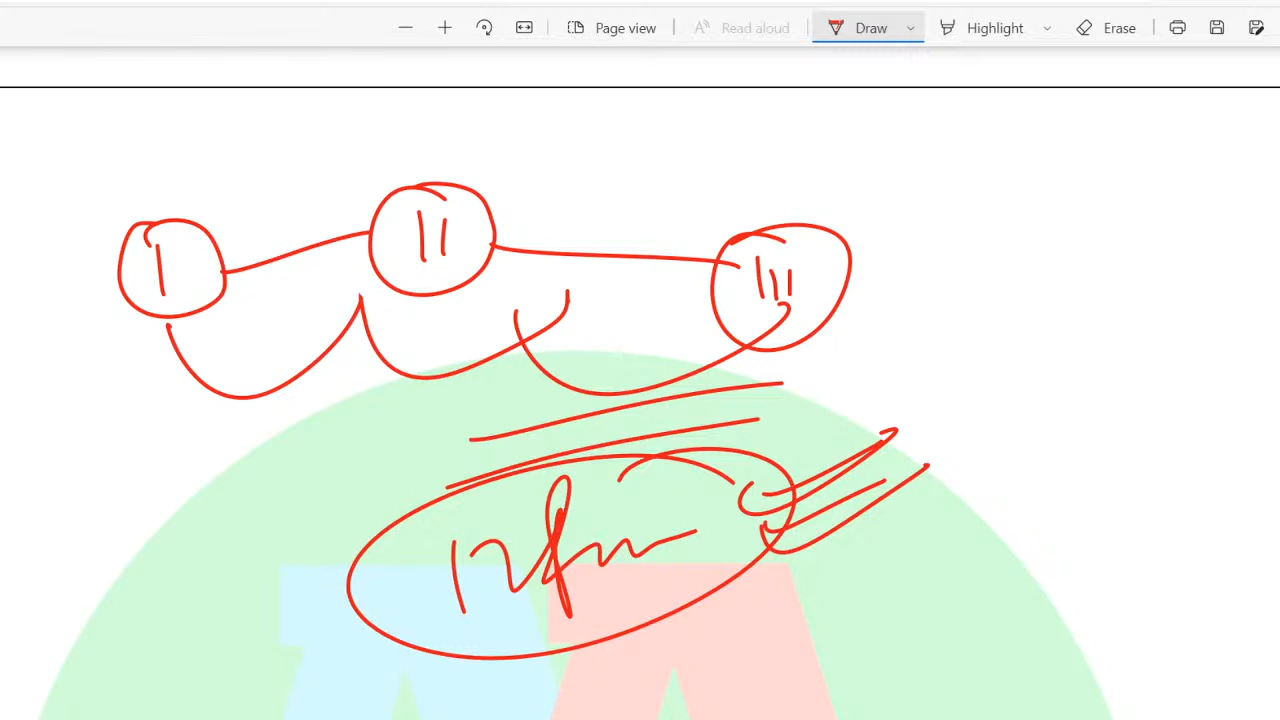 Page view
Read aloud
Draw
Highlight
Erase
I
II
III